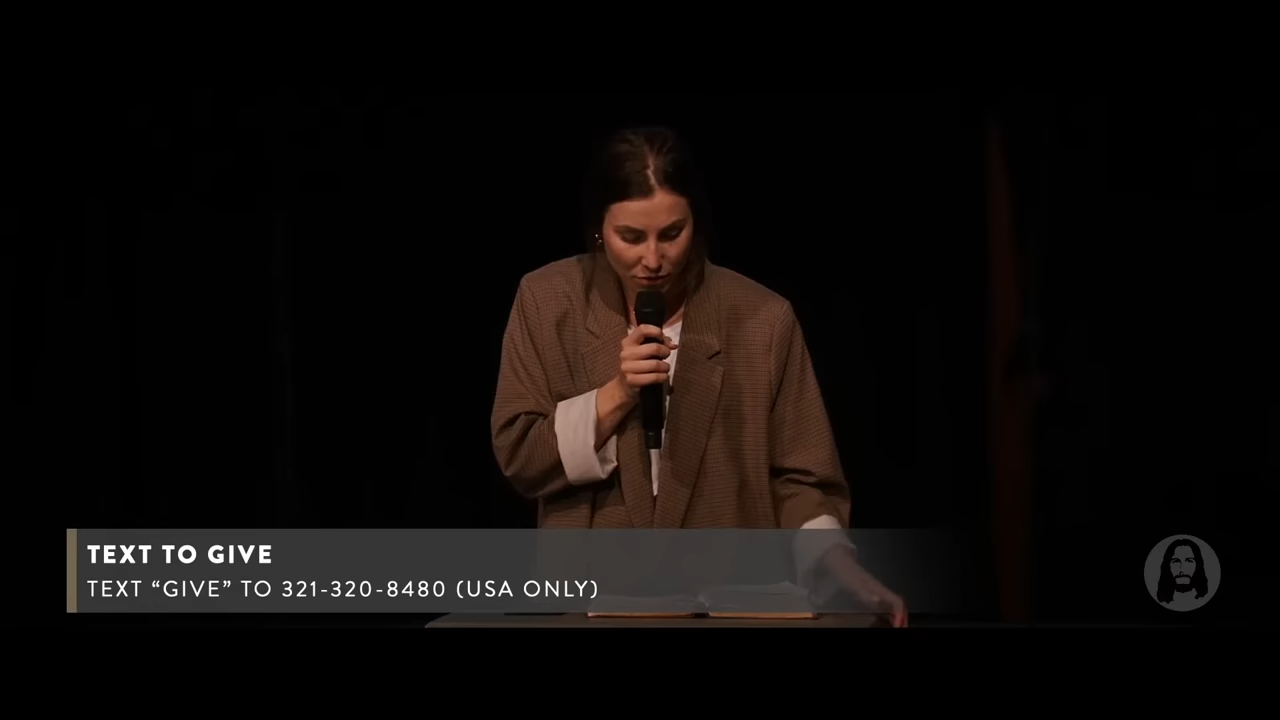 TEXT TO GIVE
TEXT “GIVE” TO 321-320-8480 (USA ONLY)